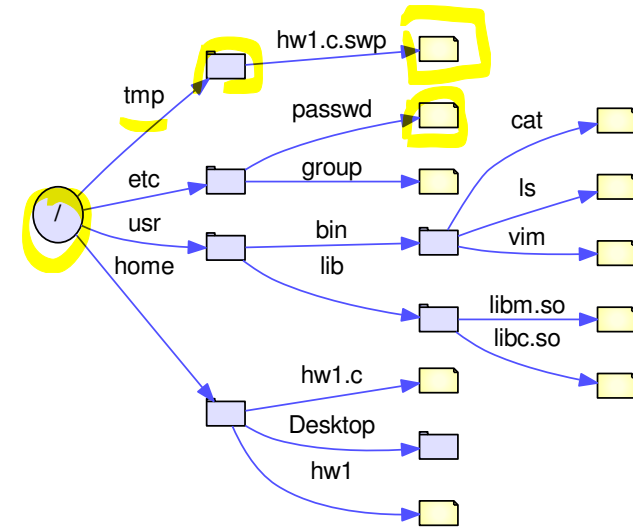 hw1.c.swp
tmp
passwd
cat
etc
group
ls
/
usr
bin
vim
home
lib
libm.so
libc.so
hw1.c
Desktop
hw1